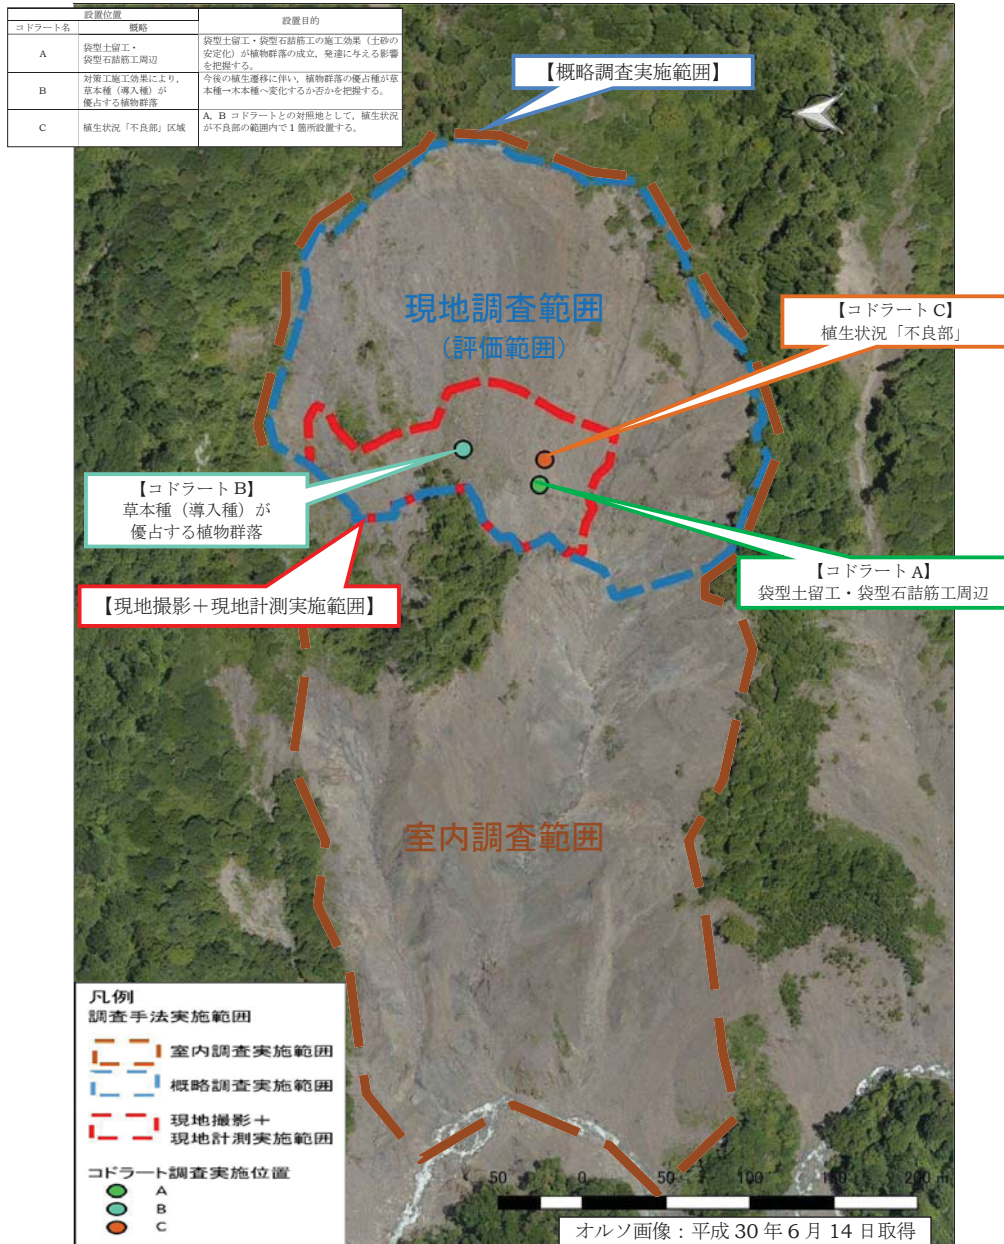 設置位置
設置目的
コドラート名
概略
A
袋型土留工・
袋型石詰筋工周辺
袋型土留工・袋型石詰筋工の施工効果（土砂の
安定化）が植物群落の成立，発達に与える影響
を把握する。
B
対策工施工効果により，
草本種（導入種）が
優占する植物群落
今後の植生遷移に伴い，植物群落の優占種が草
本種→木本種へ変化するか否かを把握する。
C
植生状況「不良部」区域
A，B コドラートとの対照地として，植生状況
が不良部の範囲内で 1 箇所設置する。
【概略調査実施範囲】
現地調査範囲
（評価範囲）
【コドラート C】
植生状況「不良部」
【コドラート B】
草本種（導入種）が
優占する植物群落
【コドラート A】
袋型土留工・袋型石詰筋工周辺
【現地撮影＋現地計測実施範囲】
室内調査範囲
凡例
調査手法実施範囲
室内調査実施範囲
概略調査実施範囲
現地撮影＋
現地計測実施範囲
コドラート調査実施位置
A
B
C
50 0 50 100 150 200 m
オルソ画像：平成 30 年 6 月 14 日取得